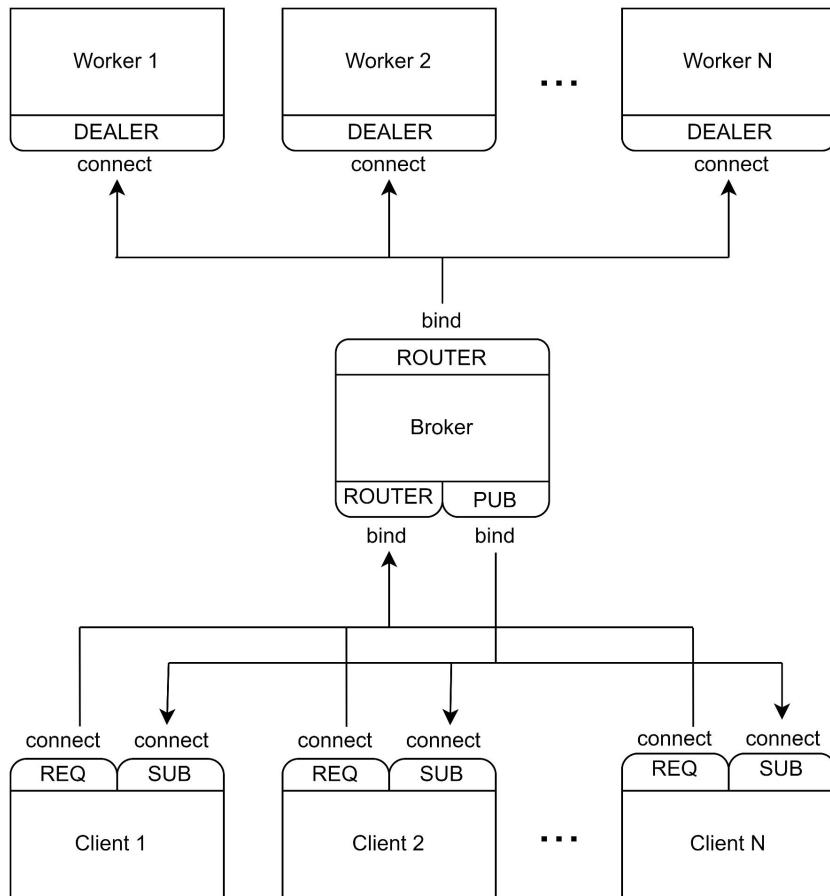 Worker 1 Worker 2 ... Worker N
DEALER DEALER DEALER
connect connect connect
bind
ROUTER
Broker
ROUTER PUB
bind bind
connect connect connect connect connect connect
REQ SUB REQ SUB REQ SUB
Client 1 Client 2 ... Client N